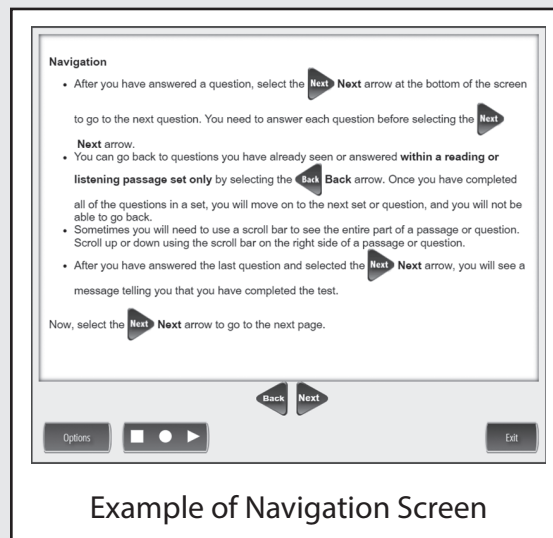 Navigation
• After you have answered a question, select the Next Next arrow at the bottom of the screen
to go to the next question. You need to answer each question before selecting the Next
Next arrow.
• You can go back to questions you have already seen or answered within a reading or
listening passage set only by selecting the Back Back arrow. Once you have completed
all of the questions in a set, you will move on to the next set or question, and you will not be
able to go back.
• Sometimes you will need to use a scroll bar to see the entire part of a passage or question.
Scroll up or down using the scroll bar on the right side of a passage or question.
• After you have answered the last question and selected the Next Next arrow, you will see a
message telling you that you have completed the test.
Now, select the Next Next arrow to go to the next page.
Back Next
Options Exit
Example of Navigation Screen